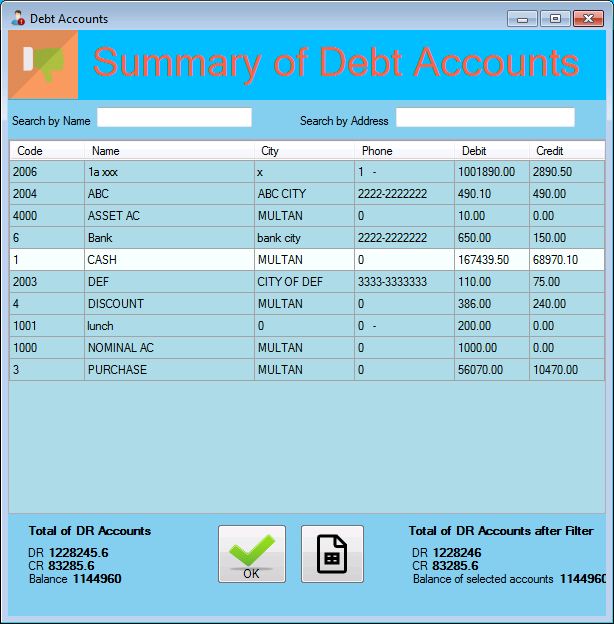 Debt Accounts
Summary of Debt Accounts
Search by Name Search by Address
Code Name City Phone Debit Credit
2006 1a xxx x 1 - 1001890.00 2890.50
2004 ABC ABC CITY 2222-2222222 490.10 490.00
4000 ASSET AC MULTAN 0 10.00 0.00
6 Bank bank city 2222-2222222 650.00 150.00
1 CASH MULTAN 0 167439.50 68970.10
2003 DEF CITY OF DEF 3333-3333333 110.00 75.00
4 DISCOUNT MULTAN 0 386.00 240.00
1001 lunch 0 0 - 200.00 0.00
1000 NOMINAL AC MULTAN 0 1000.00 0.00
3 PURCHASE MULTAN 0 56070.00 10470.00
Total of DR Accounts
DR 1228245.6
CR 83285.6
Balance 1144960
OK
Total of DR Accounts after Filter
DR 1228246
CR 83285.6
Balance of selected accounts 1144960